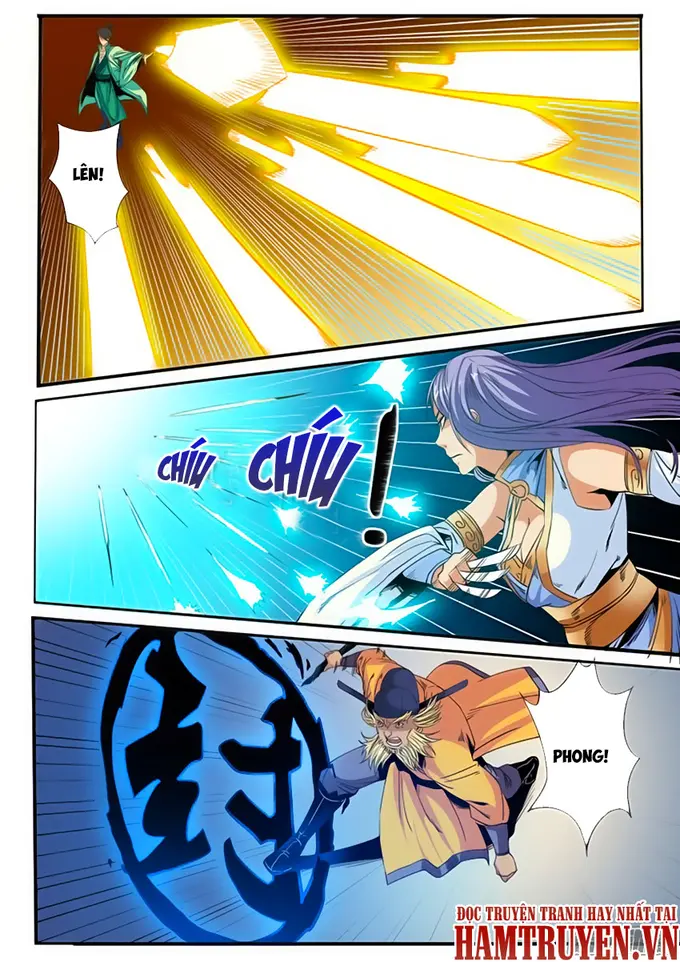 LÊN!
CHÍU CHÍU!
PHONG!
封
ĐỌC TRUYỆN TRANH HAY NHẤT TẠI
HAMTRUYEN.VN